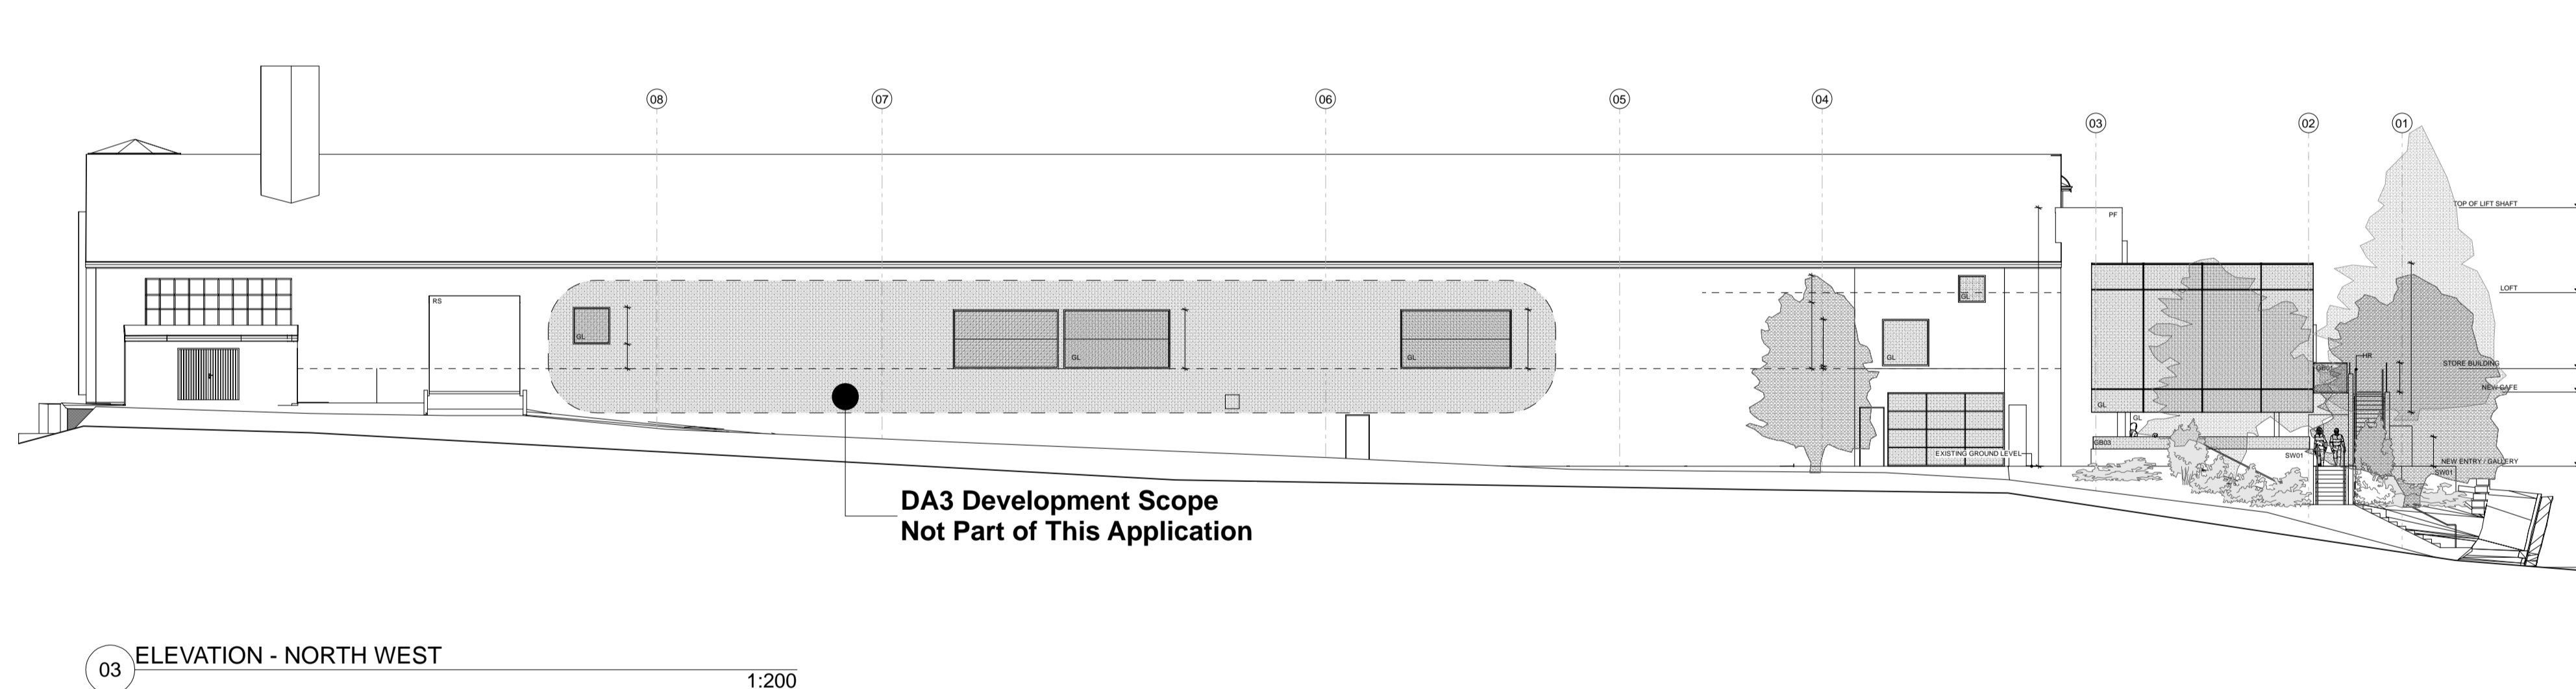 08
07
06
05
04
03
02
01
TOP OF LIFT SHAFT
PF
LOFT
GL
RS
GL
GL
GL
GL
HR
STORE BUILDING
GB01
NEW CAFE
GL
GL
GB03
EXISTING GROUND LEVEL
SW01
NEW ENTRY / GALLERY
SW01
DA3 Development Scope
Not Part of This Application
03
ELEVATION - NORTH WEST
1:200